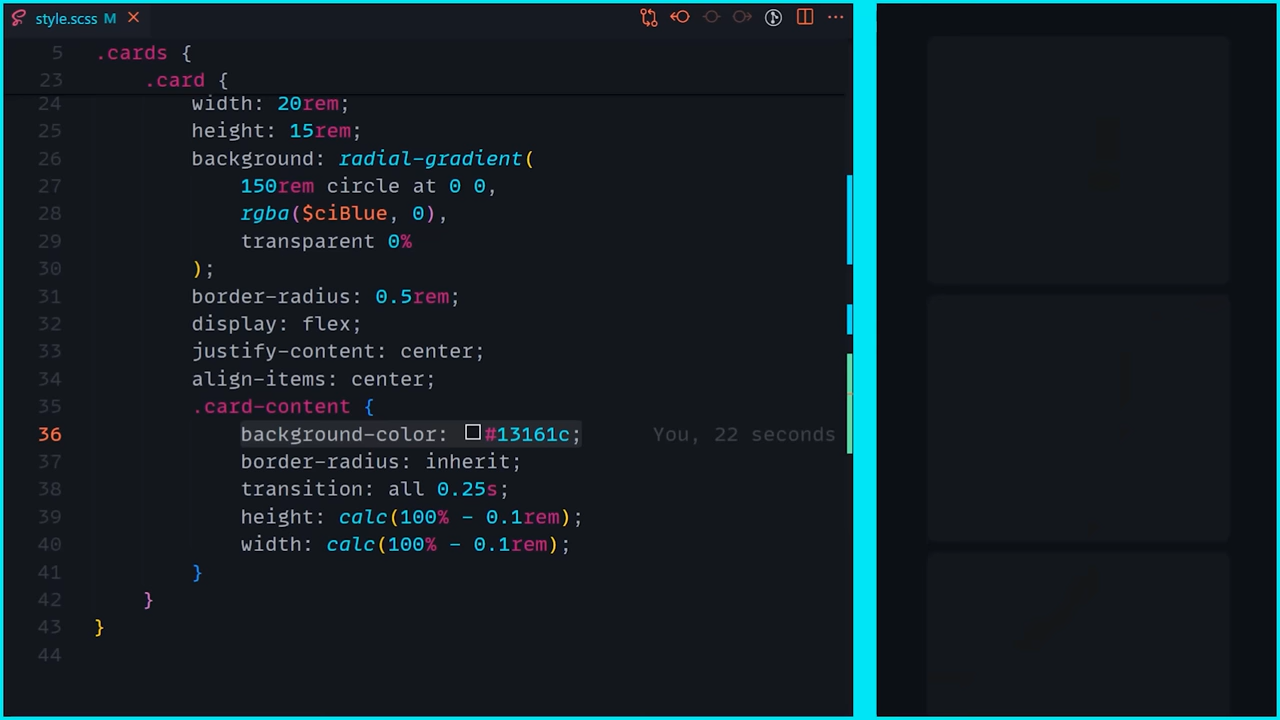 style.scss M
5 .cards {
23 .card {
24 width: 20rem;
25 height: 15rem;
26 background: radial-gradient(
27 150rem circle at 0 0,
28 rgba($ciBlue, 0),
29 transparent 0%
30 );
31 border-radius: 0.5rem;
32 display: flex;
33 justify-content: center;
34 align-items: center;
35 .card-content {
36 background-color: #13161c; You, 22 seconds
37 border-radius: inherit;
38 transition: all 0.25s;
39 height: calc(100% - 0.1rem);
40 width: calc(100% - 0.1rem);
41 }
42 }
43 }
44